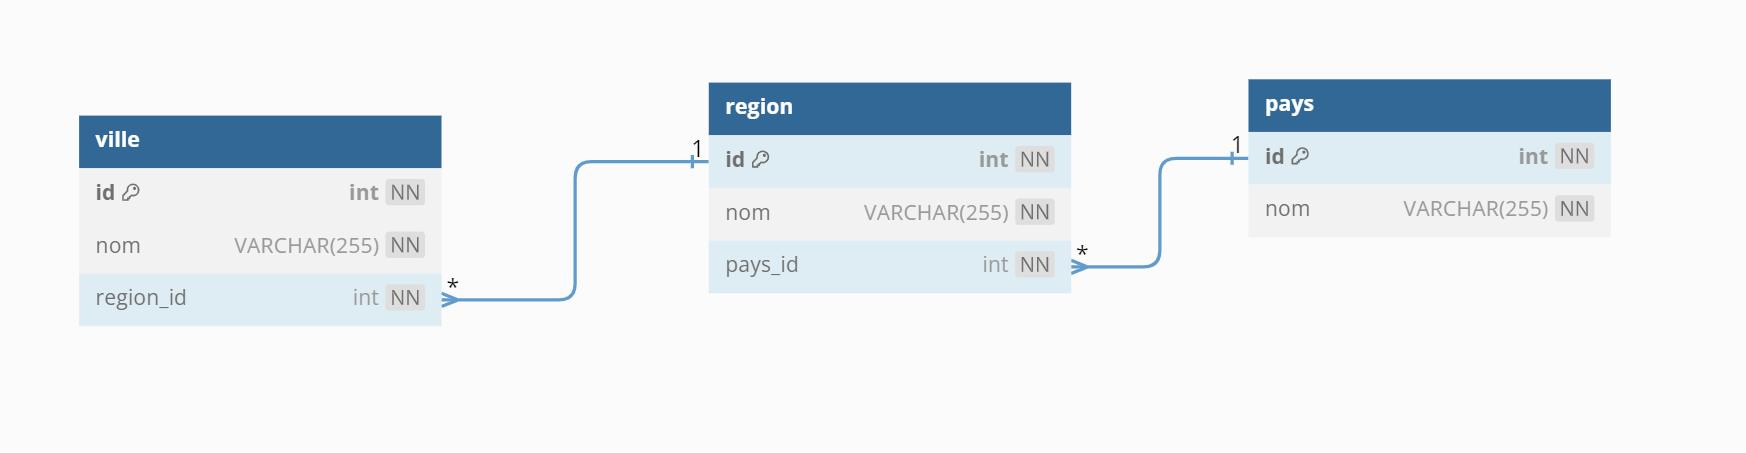 ville
id int NN
nom VARCHAR(255) NN
region_id int NN
*
1
region
id int NN
nom VARCHAR(255) NN
pays_id int NN
*
1
pays
id int NN
nom VARCHAR(255) NN